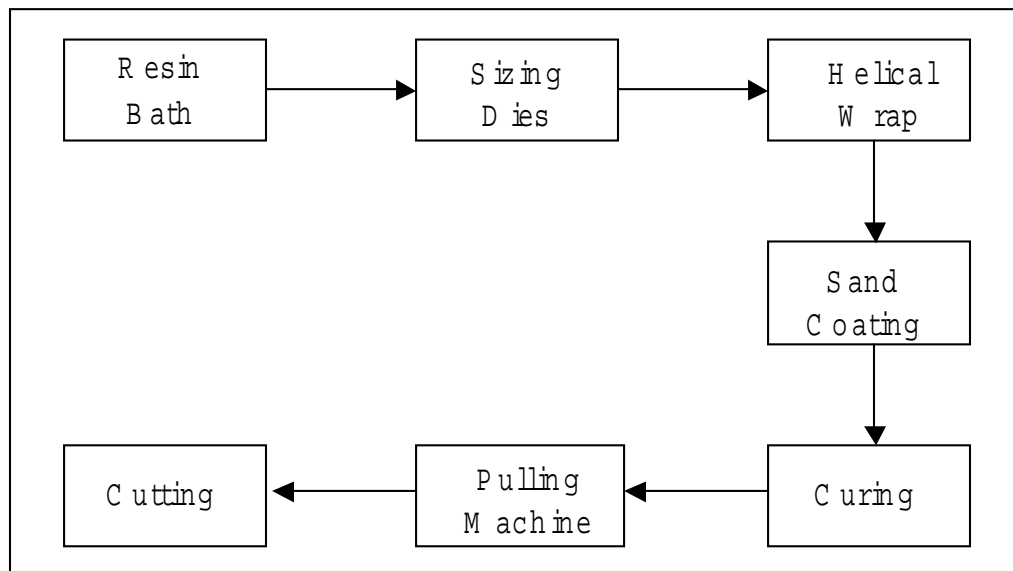 Resin
Bath
Sizing
Dies
Helical
Wrap
Sand
Coating
Curing
Pulling
Machine
Cutting